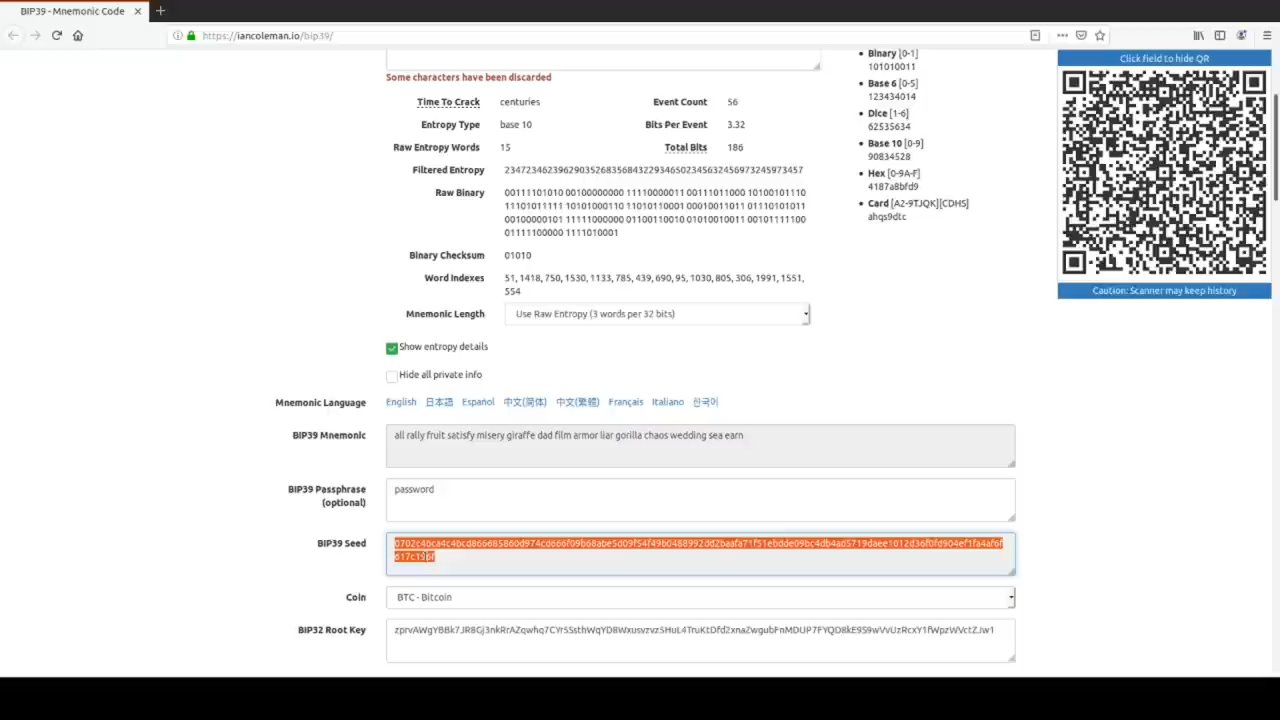 BIP39 - Mnemonic Code
https://iancoleman.io/bip39/
Some characters have been discarded
Time To Crack centuries Event Count 56
Entropy Type base 10 Bits Per Event 3.32
Raw Entropy Words 15 Total Bits 186
Filtered Entropy 23472346239629035268356843229346502345632456973245973457
Raw Binary 00111101010 00100000000 11110000011 00111011000 10100101110
11101011111 10101000110 11101110001 00010011011 01110101011
00100000101 11111000000 01100110010 01010010011 00101111100
01111100000 1111010001
Binary Checksum 01010
Word Indexes 51, 1418, 750, 1530, 1133, 785, 439, 690, 95, 1030, 805, 306, 1991, 1551,
554
Mnemonic Length Use Raw Entropy (3 words per 32 bits)
Show entropy details
Hide all private info
Mnemonic Language English 日本語 Español 中文(简体) 中文(繁體) Français Italiano 한국어
BIP39 Mnemonic all rally fruit satisfy misery giraffe dad film armor liar gorilla chaos wedding sea earn
BIP39 Passphrase password
(optional)
BIP39 Seed
Coin BTC - Bitcoin
BIP32 Root Key
Binary [0-1]
101010011
Base 6 [0-5]
123434014
Dice [1-6]
62535634
Base 10 [0-9]
90834528
Hex [0-9A-F]
4187a8bfd9
Card [A2-9TJQK][CDHS]
ahqs9dtc
Click field to hide QR
Caution: Scanner may keep history